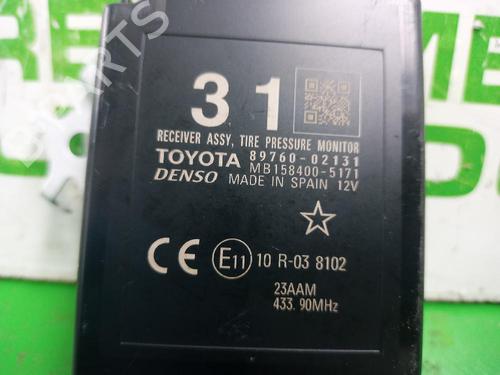 31
RECEIVER ASSY, TIRE PRESSURE MONITOR
TOYOTA 89760-02131
MB158400-5171
DENSO MADE IN SPAIN 12V
CE E11 10 R-03 8102
23AAM
433.90MHz